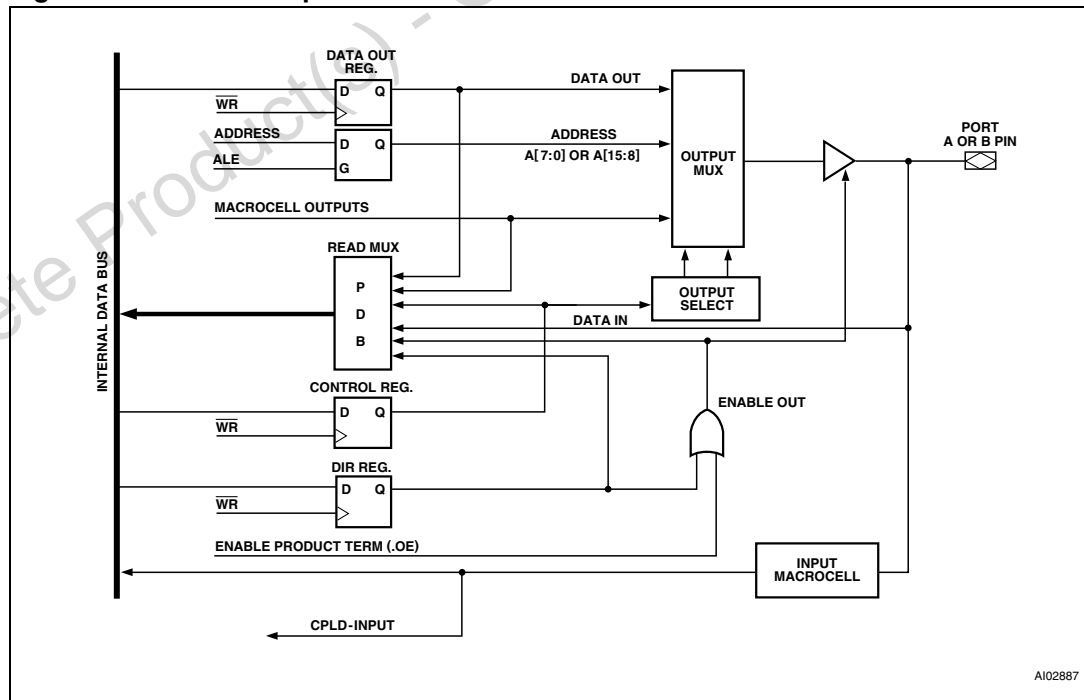 ete Product(s) -
DATA OUT
REG.
D Q
DATA OUT
WR
ADDRESS
D Q
ADDRESS
ALE
G
A[7:0] OR A[15:8]
OUTPUT
MUX
PORT
A OR B PIN
MACROCELL OUTPUTS
READ MUX
P
D
B
OUTPUT
SELECT
DATA IN
INTERNAL DATA BUS
CONTROL REG.
D Q
WR
ENABLE OUT
DIR REG.
D Q
WR
ENABLE PRODUCT TERM (.OE)
INPUT
MACROCELL
CPLD-INPUT
AI02887